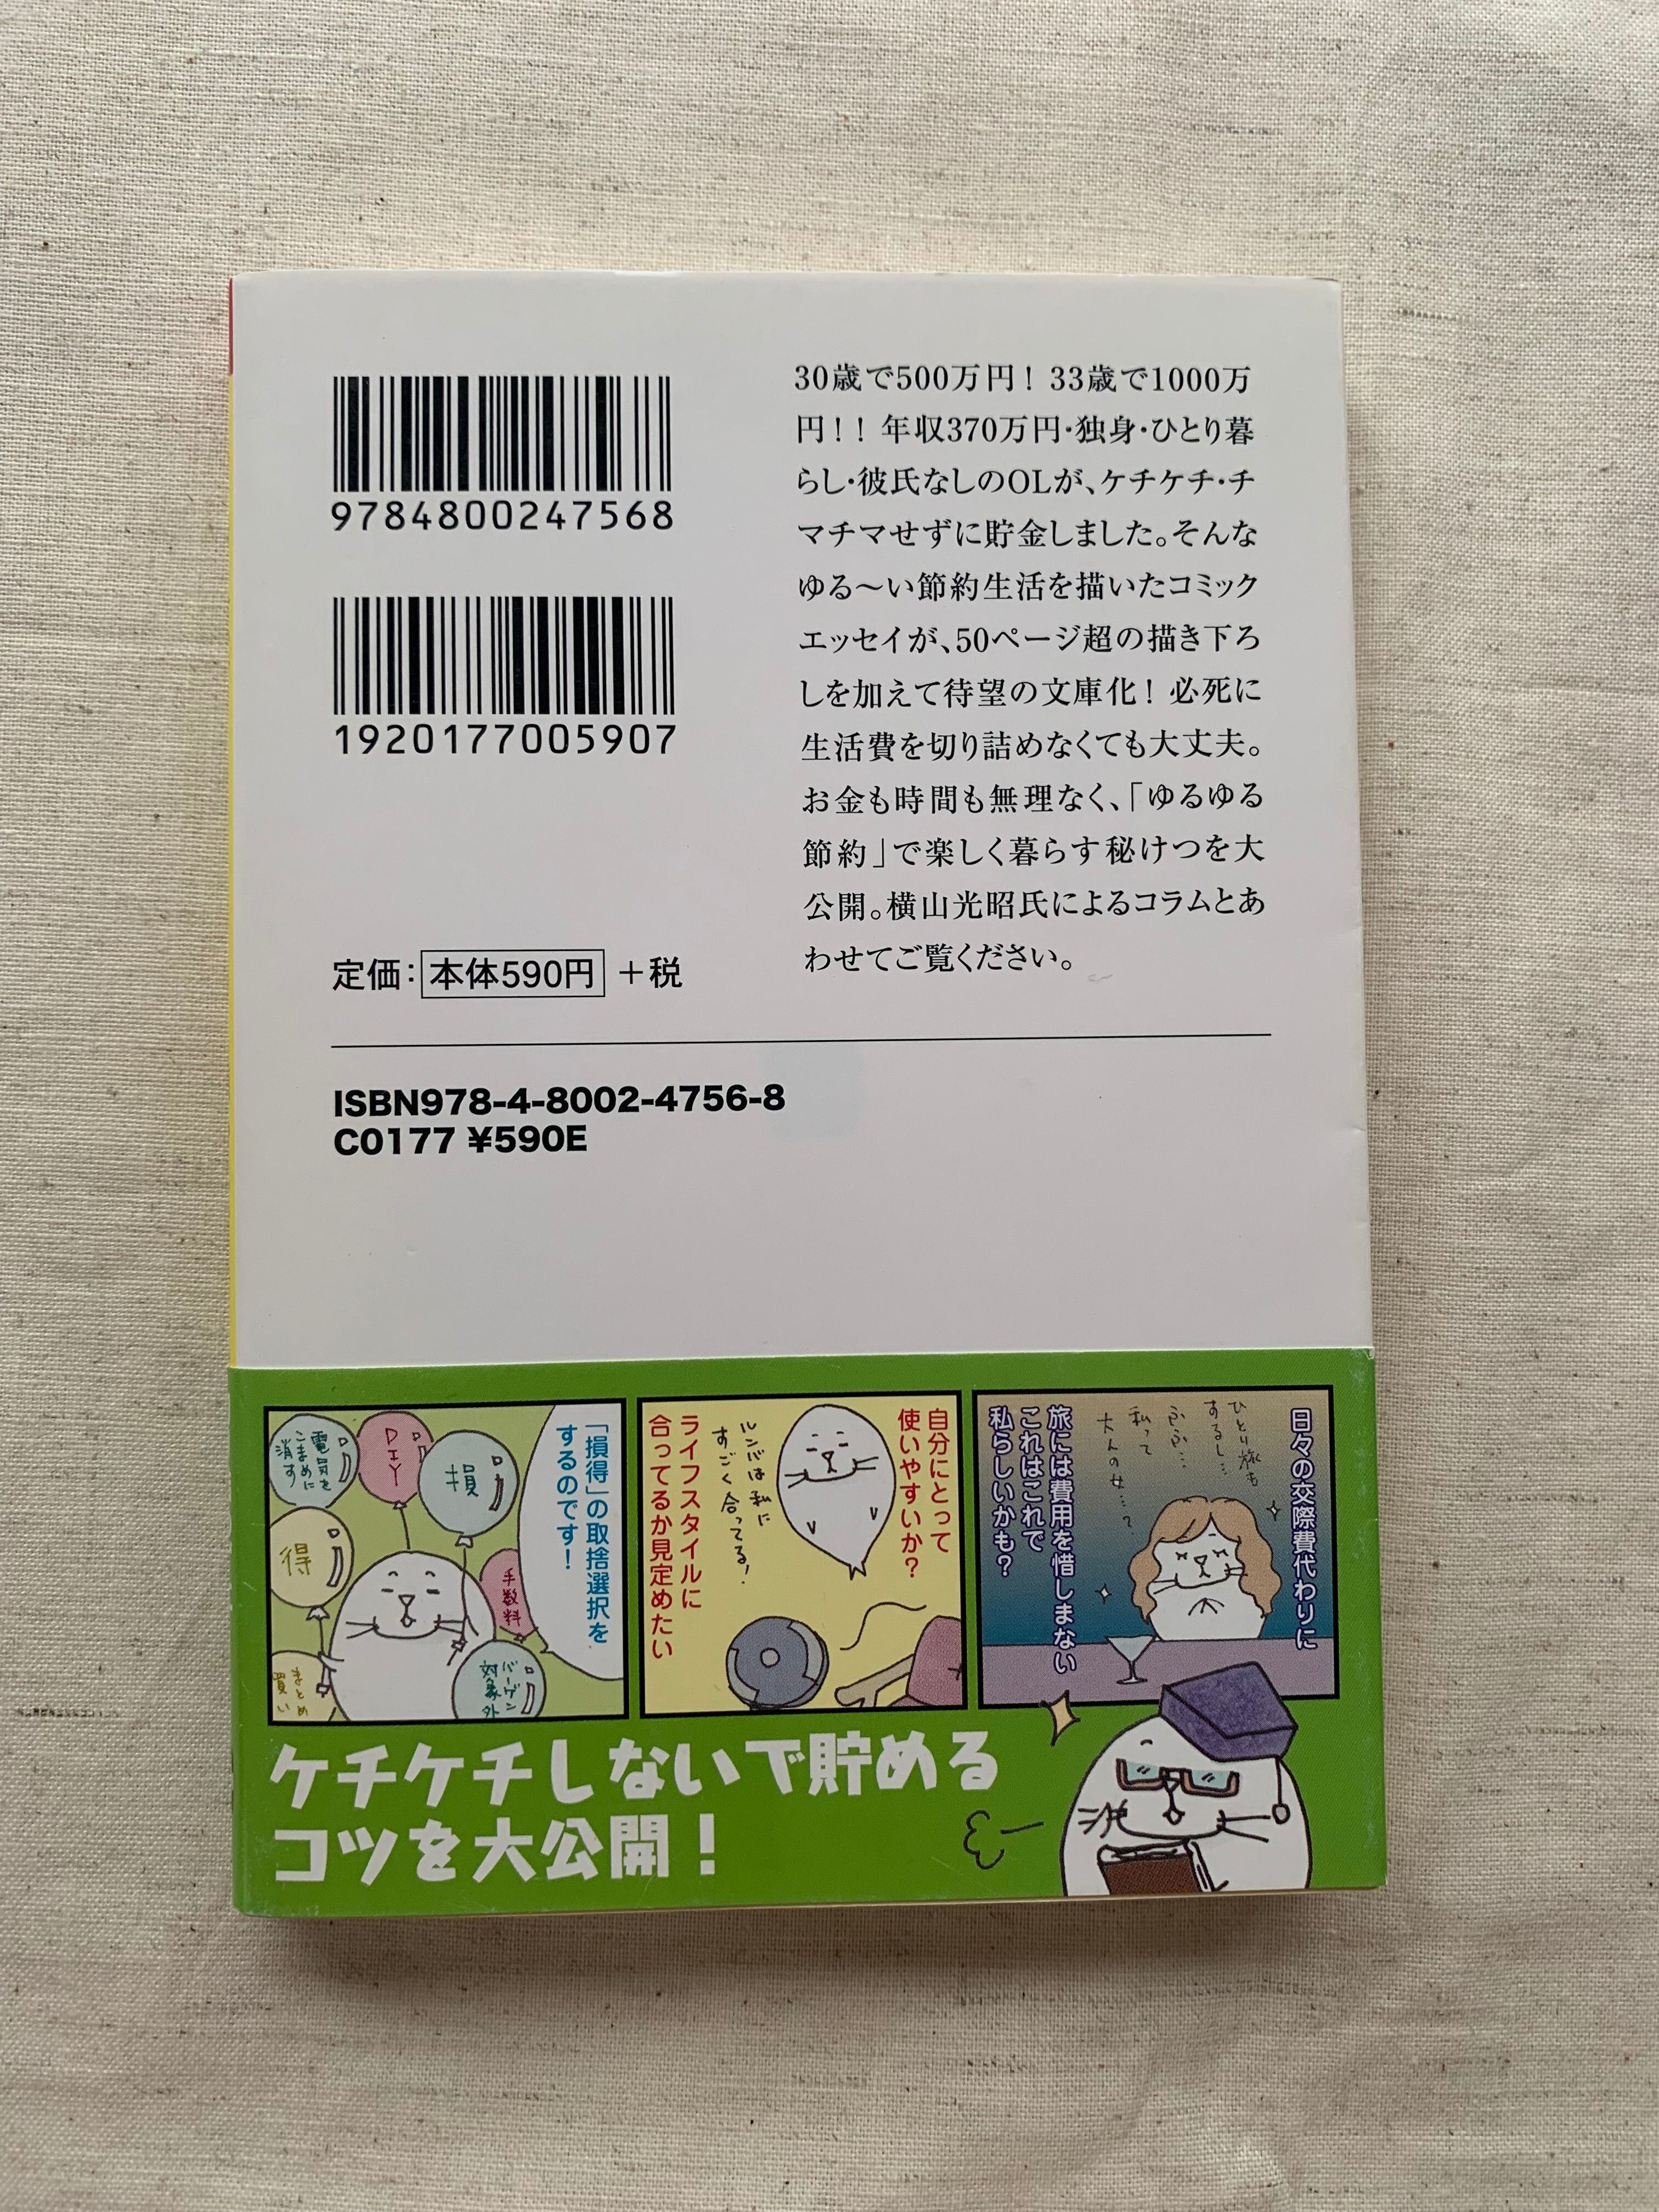 9784800247568
1920177005907
定価：本体590円＋税
30歳で500万円！ 33歳で1000万
円！！ 年収370万円・独身・ひとり暮
らし・彼氏なしのOLが、ケチケチ・チ
マチマせずに貯金しました。そんな
ゆる〜い節約生活を描いたコミック
エッセイが、50ページ超の描き下ろ
しを加えて待望の文庫化！ 必死に
生活費を切り詰めなくても大丈夫。
お金も時間も無理なく、「ゆるゆる
節約」で楽しく暮らす秘けつを大
公開。横山光昭氏によるコラムとあ
わせてご覧ください。
ISBN978-4-8002-4756-8
C0177 ¥590E
日々の交際費代わりに
ひとり旅も
するし…
ふふ…
私って
大人の女…？
旅には費用を惜しまない
これはこれで
私らしいかも？
自分にとって
使いやすいか？
ルンバは私に
すごく合ってる！
ライフスタイルに
合ってるか見定めたい
「損得」の取捨選択を
するのです！
損
DIY
電気を
こまめに
消す
得
手数料
バーゲン
対象外
まとめ
買い
ケチケチしないで貯める
コツを大公開！